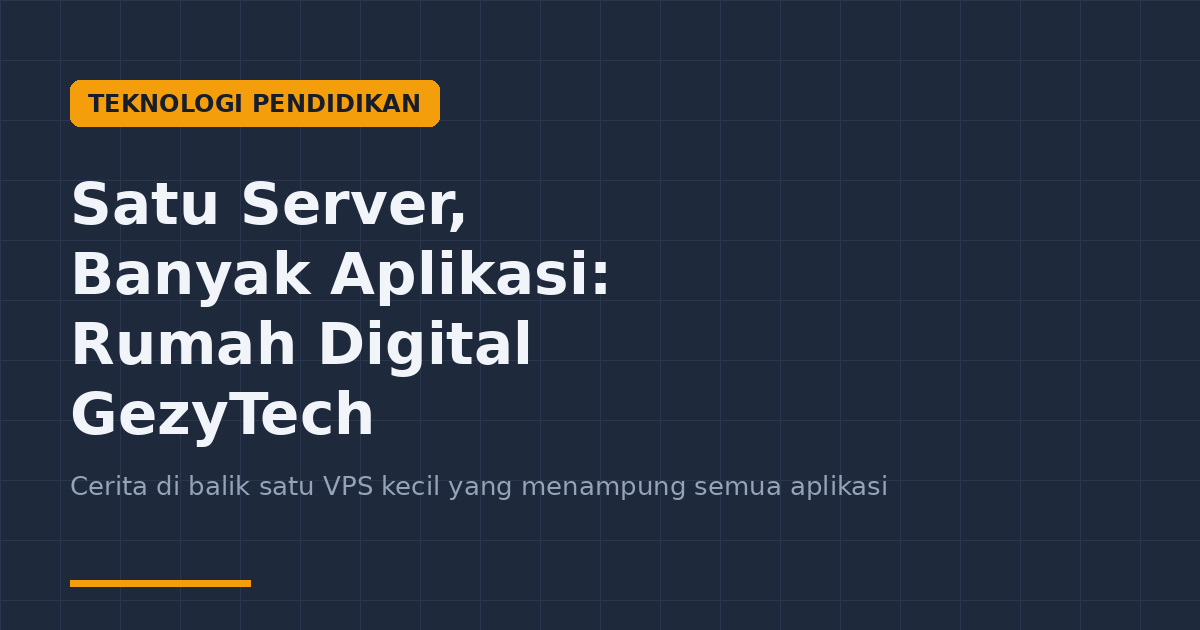 TEKNOLOGI PENDIDIKAN
Satu Server,
Banyak Aplikasi:
Rumah Digital
GezyTech
Cerita di balik satu VPS kecil yang menampung semua aplikasi